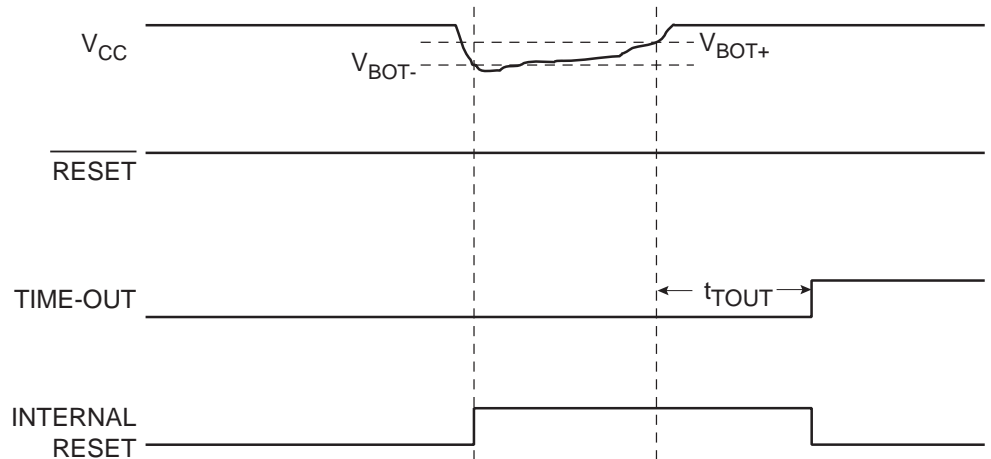 VCC
VBOT-
VBOT+
RESET
TIME-OUT
tTOUT
INTERNAL
RESET